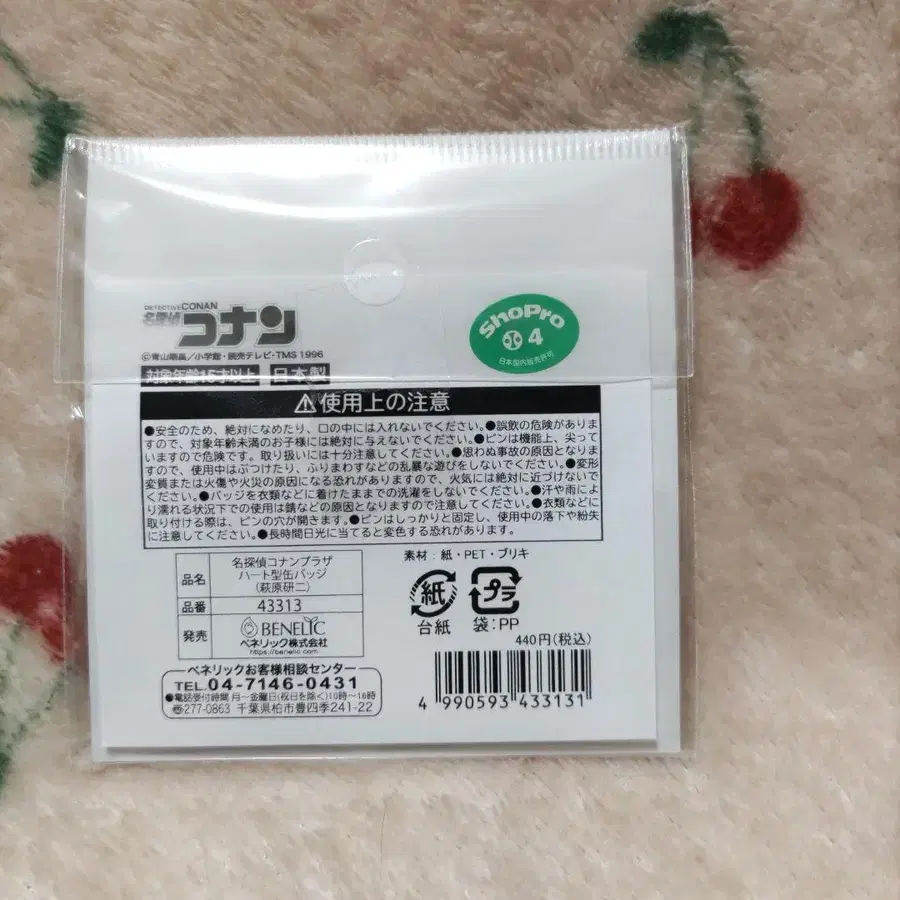 DETECTIVE CONAN
名探偵コナン
©青山剛昌/小学館・読売テレビ・TMS 1996
対象年齢15才以上 日本製
ShoPro
4
日本国内販売許可
⚠使用上の注意
●安全のため、絶対になめたり、口の中には入れないでください。●誤飲の危険がありま
すので、対象年齢未満のお子様には絶対に与えないでください。●ピンは機能上、尖って
いますので危険です。取り扱いには十分注意してください。●思わぬ事故の原因となりま
すので、使用中はぶつけたり、ふりまわすなどの乱暴な遊びをしないでください。●変形
変質または火傷や火災の原因になる恐れがありますので、火気には絶対に近づけないで
ください。●バッジを衣類などに着けたままでの洗濯をしないでください。●汗や雨によ
り濡れる状況下での使用は錆などの原因となりますので注意してください。●衣類などに
取り付ける際は、ピンの穴が開きます。●ピンはしっかりと固定し、使用中の落下や紛失
に注意してください。●長時間日光に当てると変色する恐れがあります。
品名
名探偵コナンプラザ
ハート型缶バッジ
(萩原研二)
品番 43313
発売
BENELIC
ベネリック株式会社
https://benelic.com
素材:紙・PET・ブリキ
紙 プラ
台紙 袋:PP
440円(税込)
4 990593 433131
ベネリックお客様相談センター
TEL.04-7146-0431
●電話受付時間 月～金曜日(祝日を除く)10時～16時
〠277-0863 千葉県柏市豊四季241-22